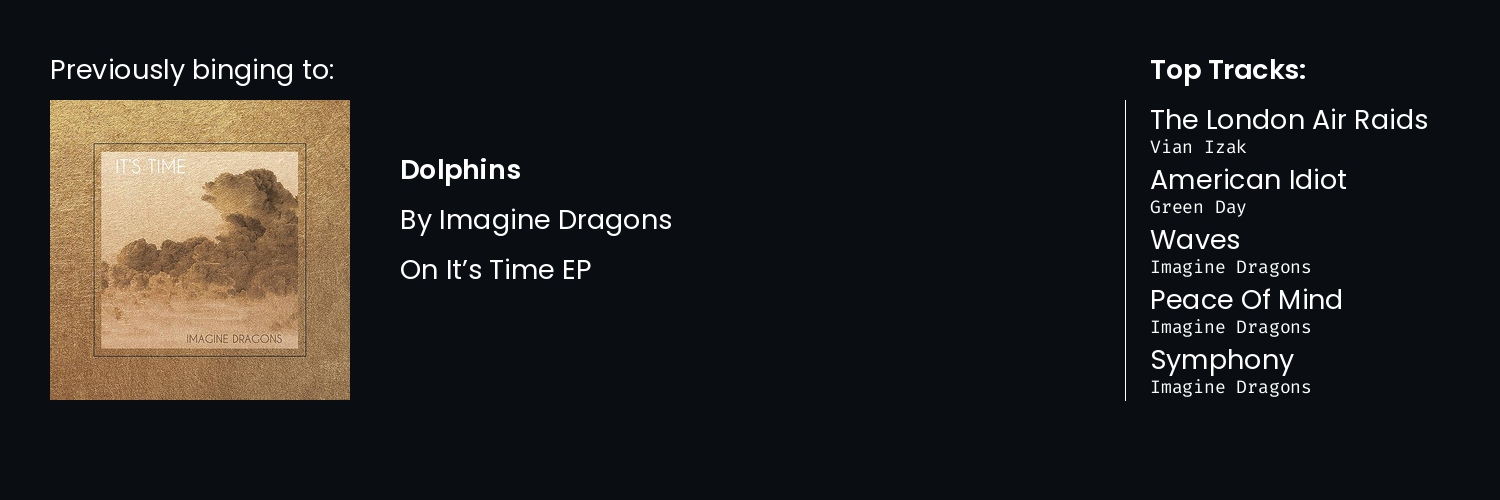 Previously binging to:
IT'S TIME
IMAGINE DRAGONS
Dolphins
By Imagine Dragons
On It’s Time EP
Top Tracks:
The London Air Raids
Vian Izak
American Idiot
Green Day
Waves
Imagine Dragons
Peace Of Mind
Imagine Dragons
Symphony
Imagine Dragons